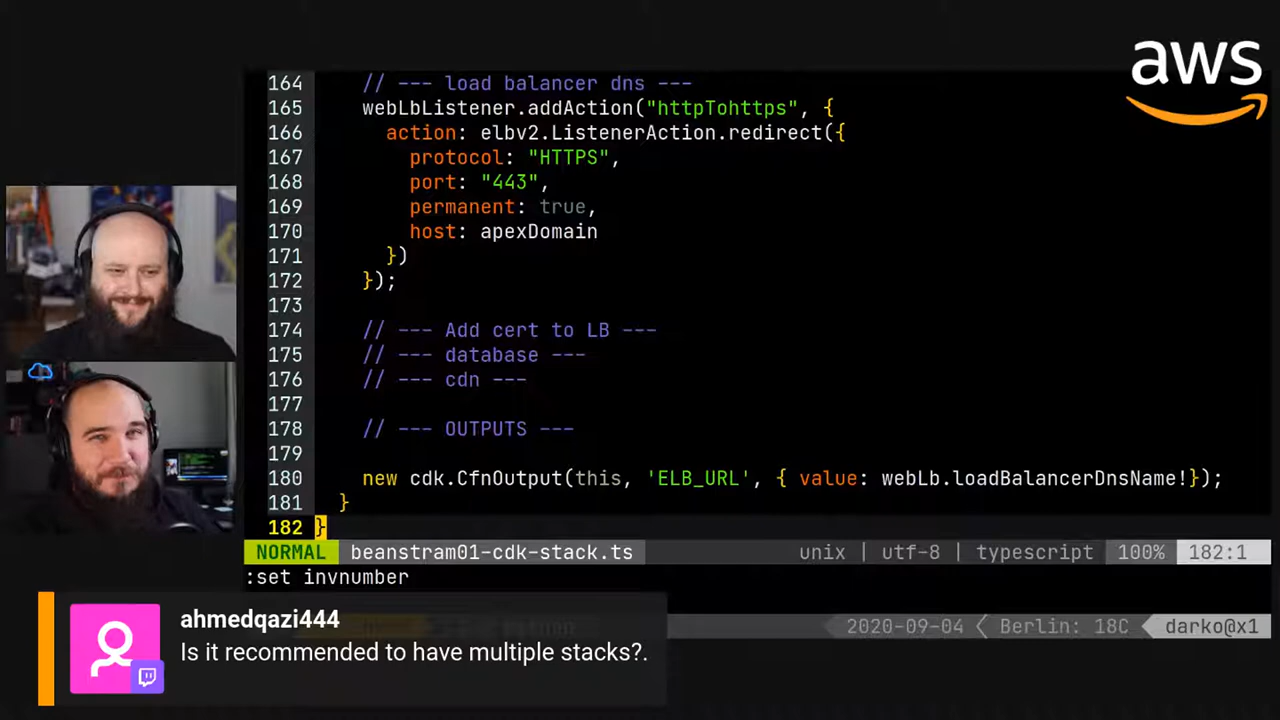 aws
164 // --- load balancer dns ---
165 webLbListener.addAction("httpTohttps", {
166 action: elbv2.ListenerAction.redirect({
167 protocol: "HTTPS",
168 port: "443",
169 permanent: true,
170 host: apexDomain
171 })
172 });
173
174 // --- Add cert to LB ---
175 // --- database ---
176 // --- cdn ---
177
178 // --- OUTPUTS ---
179
180 new cdk.CfnOutput(this, 'ELB_URL', { value: webLb.loadBalancerDnsName!});
181 }
182 }
NORMAL beanstram01-cdk-stack.ts unix | utf-8 | typescript 100% 182:1
:set invnumber
ahmedqazi444
Is it recommended to have multiple stacks?.
2020-09-04 Berlin: 18C darko@x1